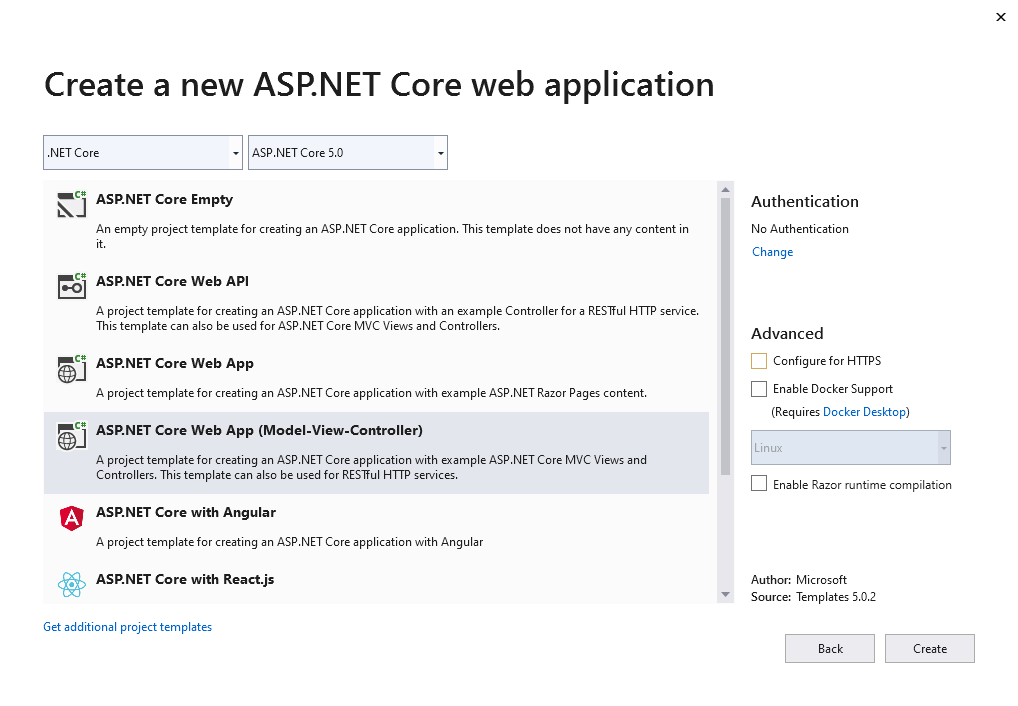 Create a new ASP.NET Core web application
.NET Core
ASP.NET Core 5.0
C#
ASP.NET Core Empty
An empty project template for creating an ASP.NET Core application. This template does not have any content in
it.
C#
ASP.NET Core Web API
A project template for creating an ASP.NET Core application with an example Controller for a RESTful HTTP service.
This template can also be used for ASP.NET Core MVC Views and Controllers.
C#
ASP.NET Core Web App
A project template for creating an ASP.NET Core application with example ASP.NET Razor Pages content.
C#
ASP.NET Core Web App (Model-View-Controller)
A project template for creating an ASP.NET Core application with example ASP.NET Core MVC Views and
Controllers. This template can also be used for RESTful HTTP services.
A
ASP.NET Core with Angular
A project template for creating an ASP.NET Core application with Angular
ASP.NET Core with React.js
Get additional project templates
Authentication
No Authentication
Change
Advanced
Configure for HTTPS
Enable Docker Support
(Requires Docker Desktop)
Linux
Enable Razor runtime compilation
Author: Microsoft
Source: Templates 5.0.2
Back
Create